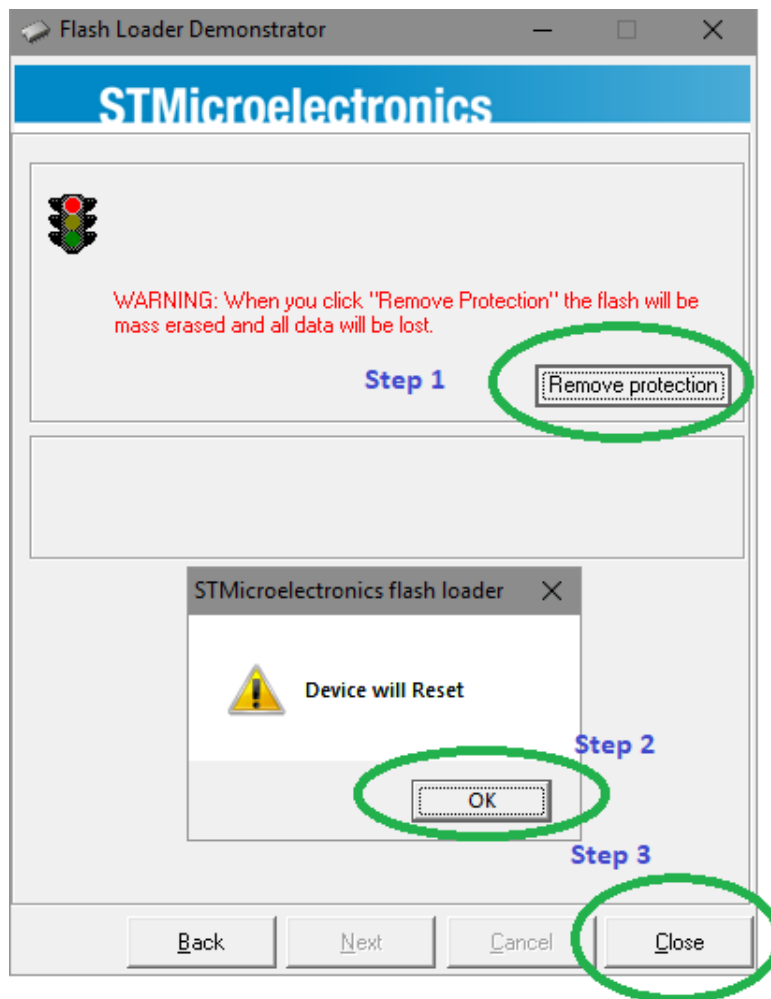 Flash Loader Demonstrator
STMicroelectronics
WARNING: When you click "Remove Protection" the flash will be
mass erased and all data will be lost.
Step 1
Remove protection
STMicroelectronics flash loader
Device will Reset
Step 2
OK
Step 3
Back Next Cancel Close